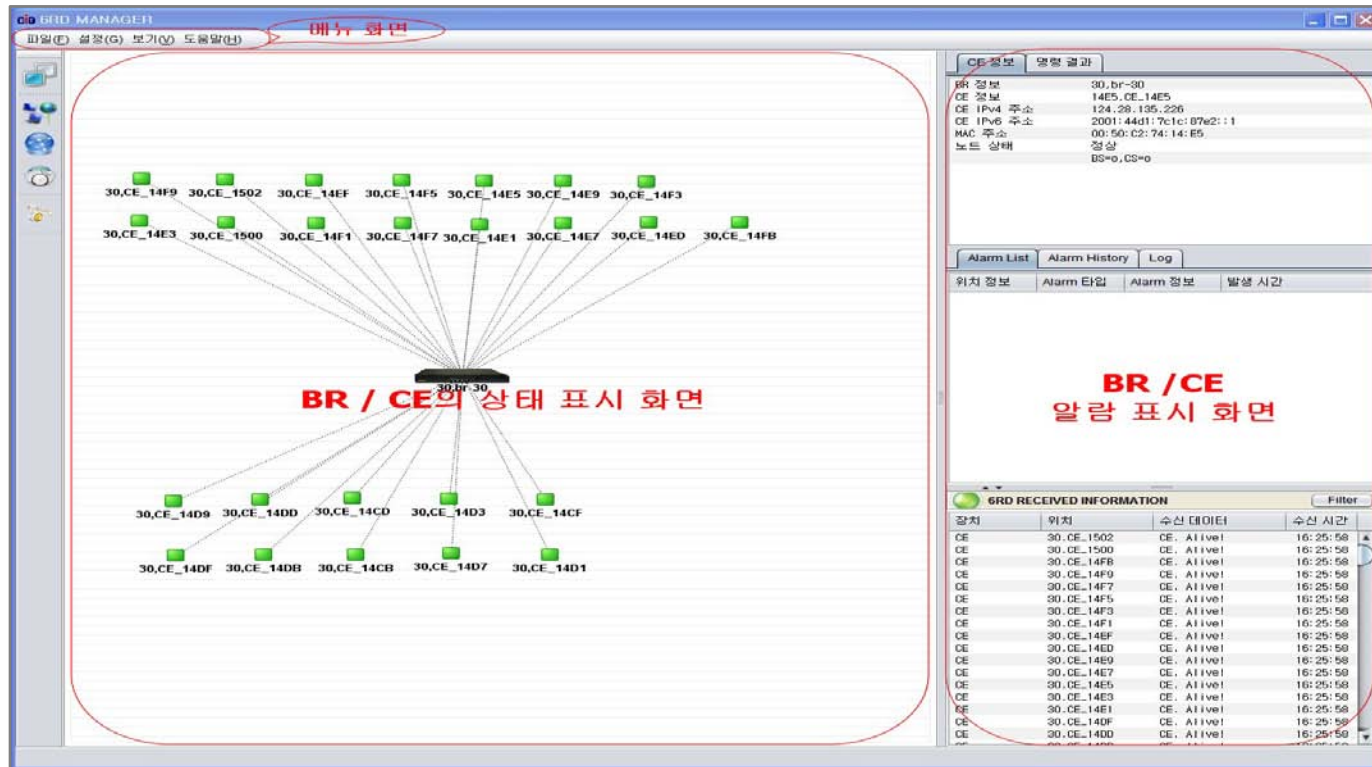 cio 6RD MANAGER
파일(F) 설정(G) 보기(V) 도움말(H)
메뉴 화면
30,CE_14F9 30,CE_1502 30,CE_14EF 30,CE_14F5 30,CE_14E5 30,CE_14E9 30,CE_14F3
30,CE_14E3 30,CE_1500 30,CE_14F1 30,CE_14F7 30,CE_14E1 30,CE_14E7 30,CE_14ED 30,CE_14FB
30,br-30
BR / CE의 상태 표시 화면
30,CE_14D9 30,CE_14DD 30,CE_14CD 30,CE_14D3 30,CE_14CF
30,CE_14DF 30,CE_14DB 30,CE_14CB 30,CE_14D7 30,CE_14D1
CE 정보 명령 결과
BR 정보 30,br-30
CE 정보 14E5.CE_14E5
CE IPv4 주소 124.28.135.226
CE IPv6 주소 2001:44d1:7c1c:87e2::1
MAC 주소 00:50:C2:74:14:E5
노드 상태 정상
BS=o,CS=o
Alarm List Alarm History Log
위치 정보 Alarm 타입 Alarm 정보 발생 시간
BR /CE
알람 표시 화면
6RD RECEIVED INFORMATION Filter
장치 위치 수신 데이터 수신 시간
CE 30.CE_1502 CE. Alive! 16:25:58
CE 30.CE_1500 CE. Alive! 16:25:58
CE 30.CE_14FB CE. Alive! 16:25:58
CE 30.CE_14F9 CE. Alive! 16:25:58
CE 30.CE_14F7 CE. Alive! 16:25:58
CE 30.CE_14F5 CE. Alive! 16:25:58
CE 30.CE_14F3 CE. Alive! 16:25:58
CE 30.CE_14F1 CE. Alive! 16:25:58
CE 30.CE_14EF CE. Alive! 16:25:58
CE 30.CE_14ED CE. Alive! 16:25:58
CE 30.CE_14E9 CE. Alive! 16:25:58
CE 30.CE_14E7 CE. Alive! 16:25:58
CE 30.CE_14E5 CE. Alive! 16:25:58
CE 30.CE_14E3 CE. Alive! 16:25:58
CE 30.CE_14E1 CE. Alive! 16:25:58
CE 30.CE_14DF CE. Alive! 16:25:58
CE 30.CE_14DD CE. Alive! 16:25:58